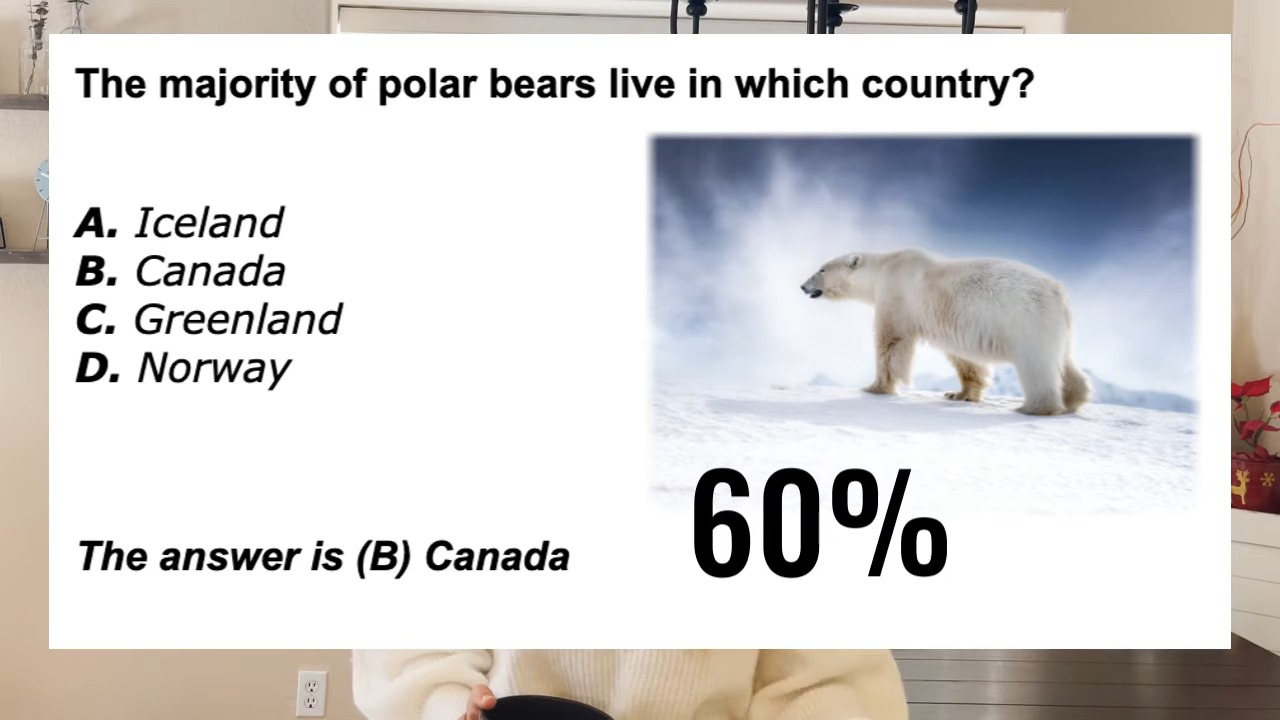 The majority of polar bears live in which country?
A. Iceland
B. Canada
C. Greenland
D. Norway
60%
The answer is (B) Canada